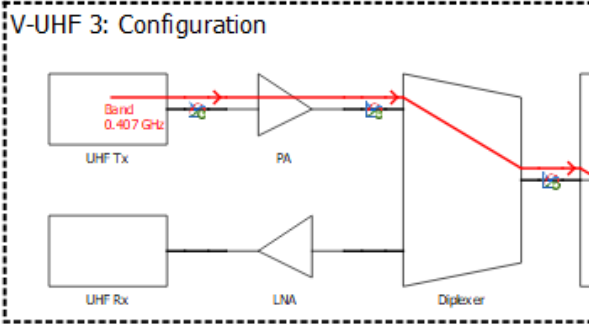 V-UHF 3: Configuration
Band
0.407 GHz
UHF Tx
PA
UHF Rx
LNA
Diplexer